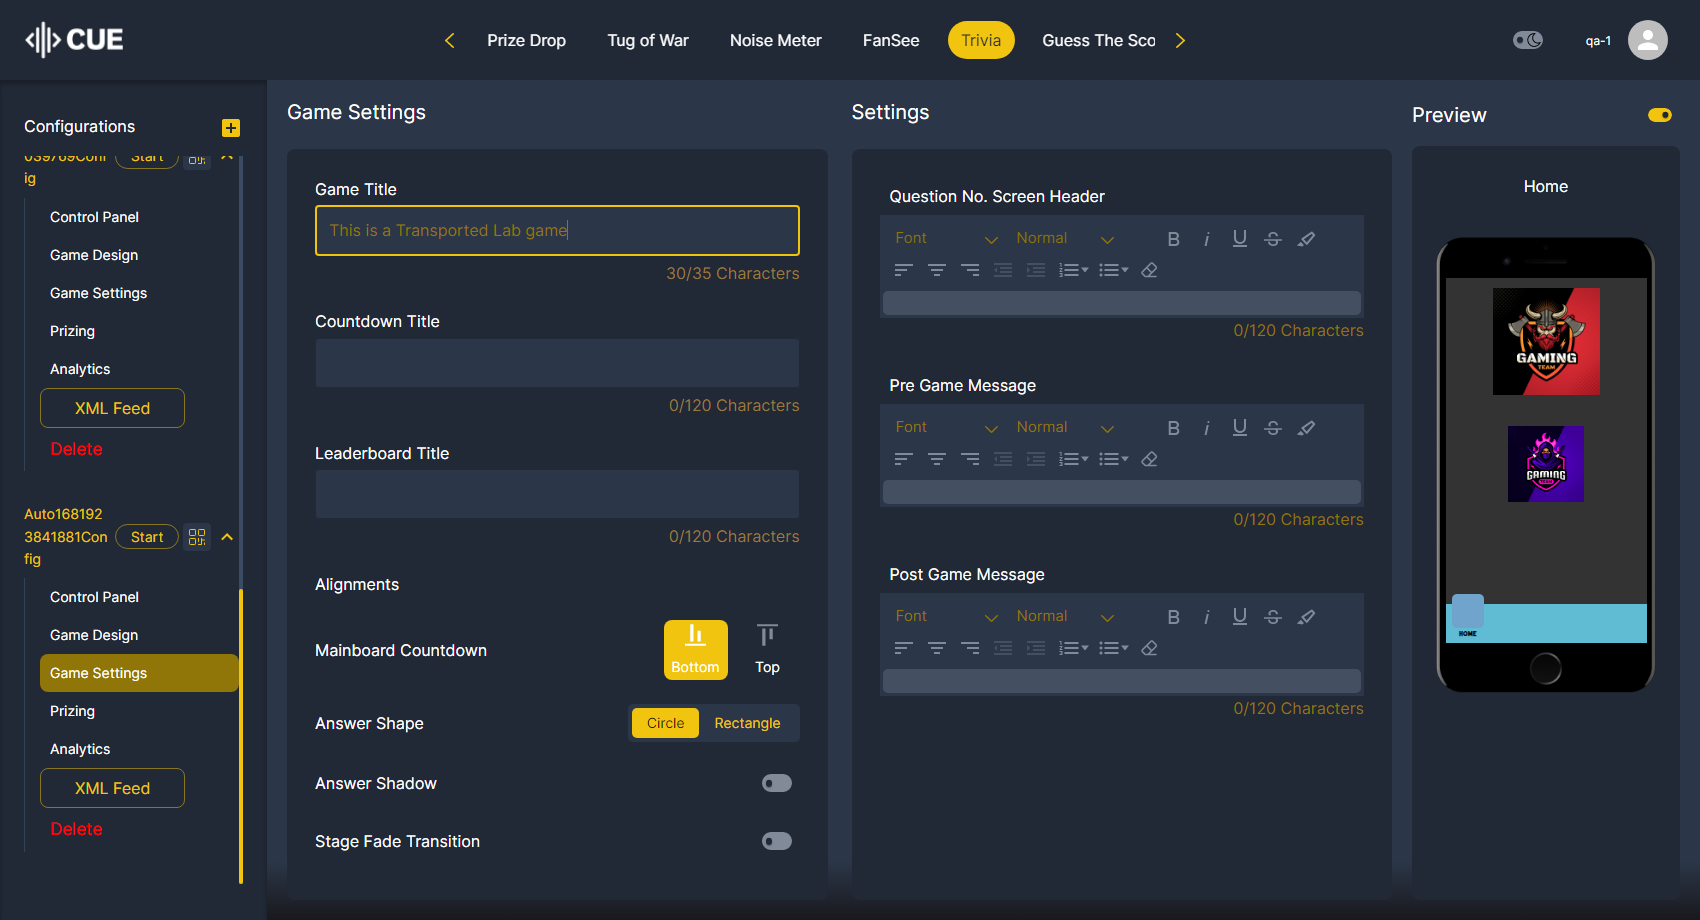 CUE
Prize Drop
Tug of War
Noise Meter
FanSee
Trivia
Guess The Sco
qa-1
Configurations
039769Conf
ig
Start
Control Panel
Game Design
Game Settings
Prizing
Analytics
XML Feed
Delete
Auto168192
3841881Con
fig
Start
Control Panel
Game Design
Game Settings
Prizing
Analytics
XML Feed
Delete
Game Settings
Game Title
This is a Transported Lab game
30/35 Characters
Countdown Title
0/120 Characters
Leaderboard Title
0/120 Characters
Alignments
Mainboard Countdown
Bottom
Top
Answer Shape
Circle
Rectangle
Answer Shadow
Stage Fade Transition
Settings
Question No. Screen Header
Font
Normal
0/120 Characters
Pre Game Message
Font
Normal
0/120 Characters
Post Game Message
Font
Normal
0/120 Characters
Preview
Home
GAMING
TEAM
GAMING
TEAM
HOME